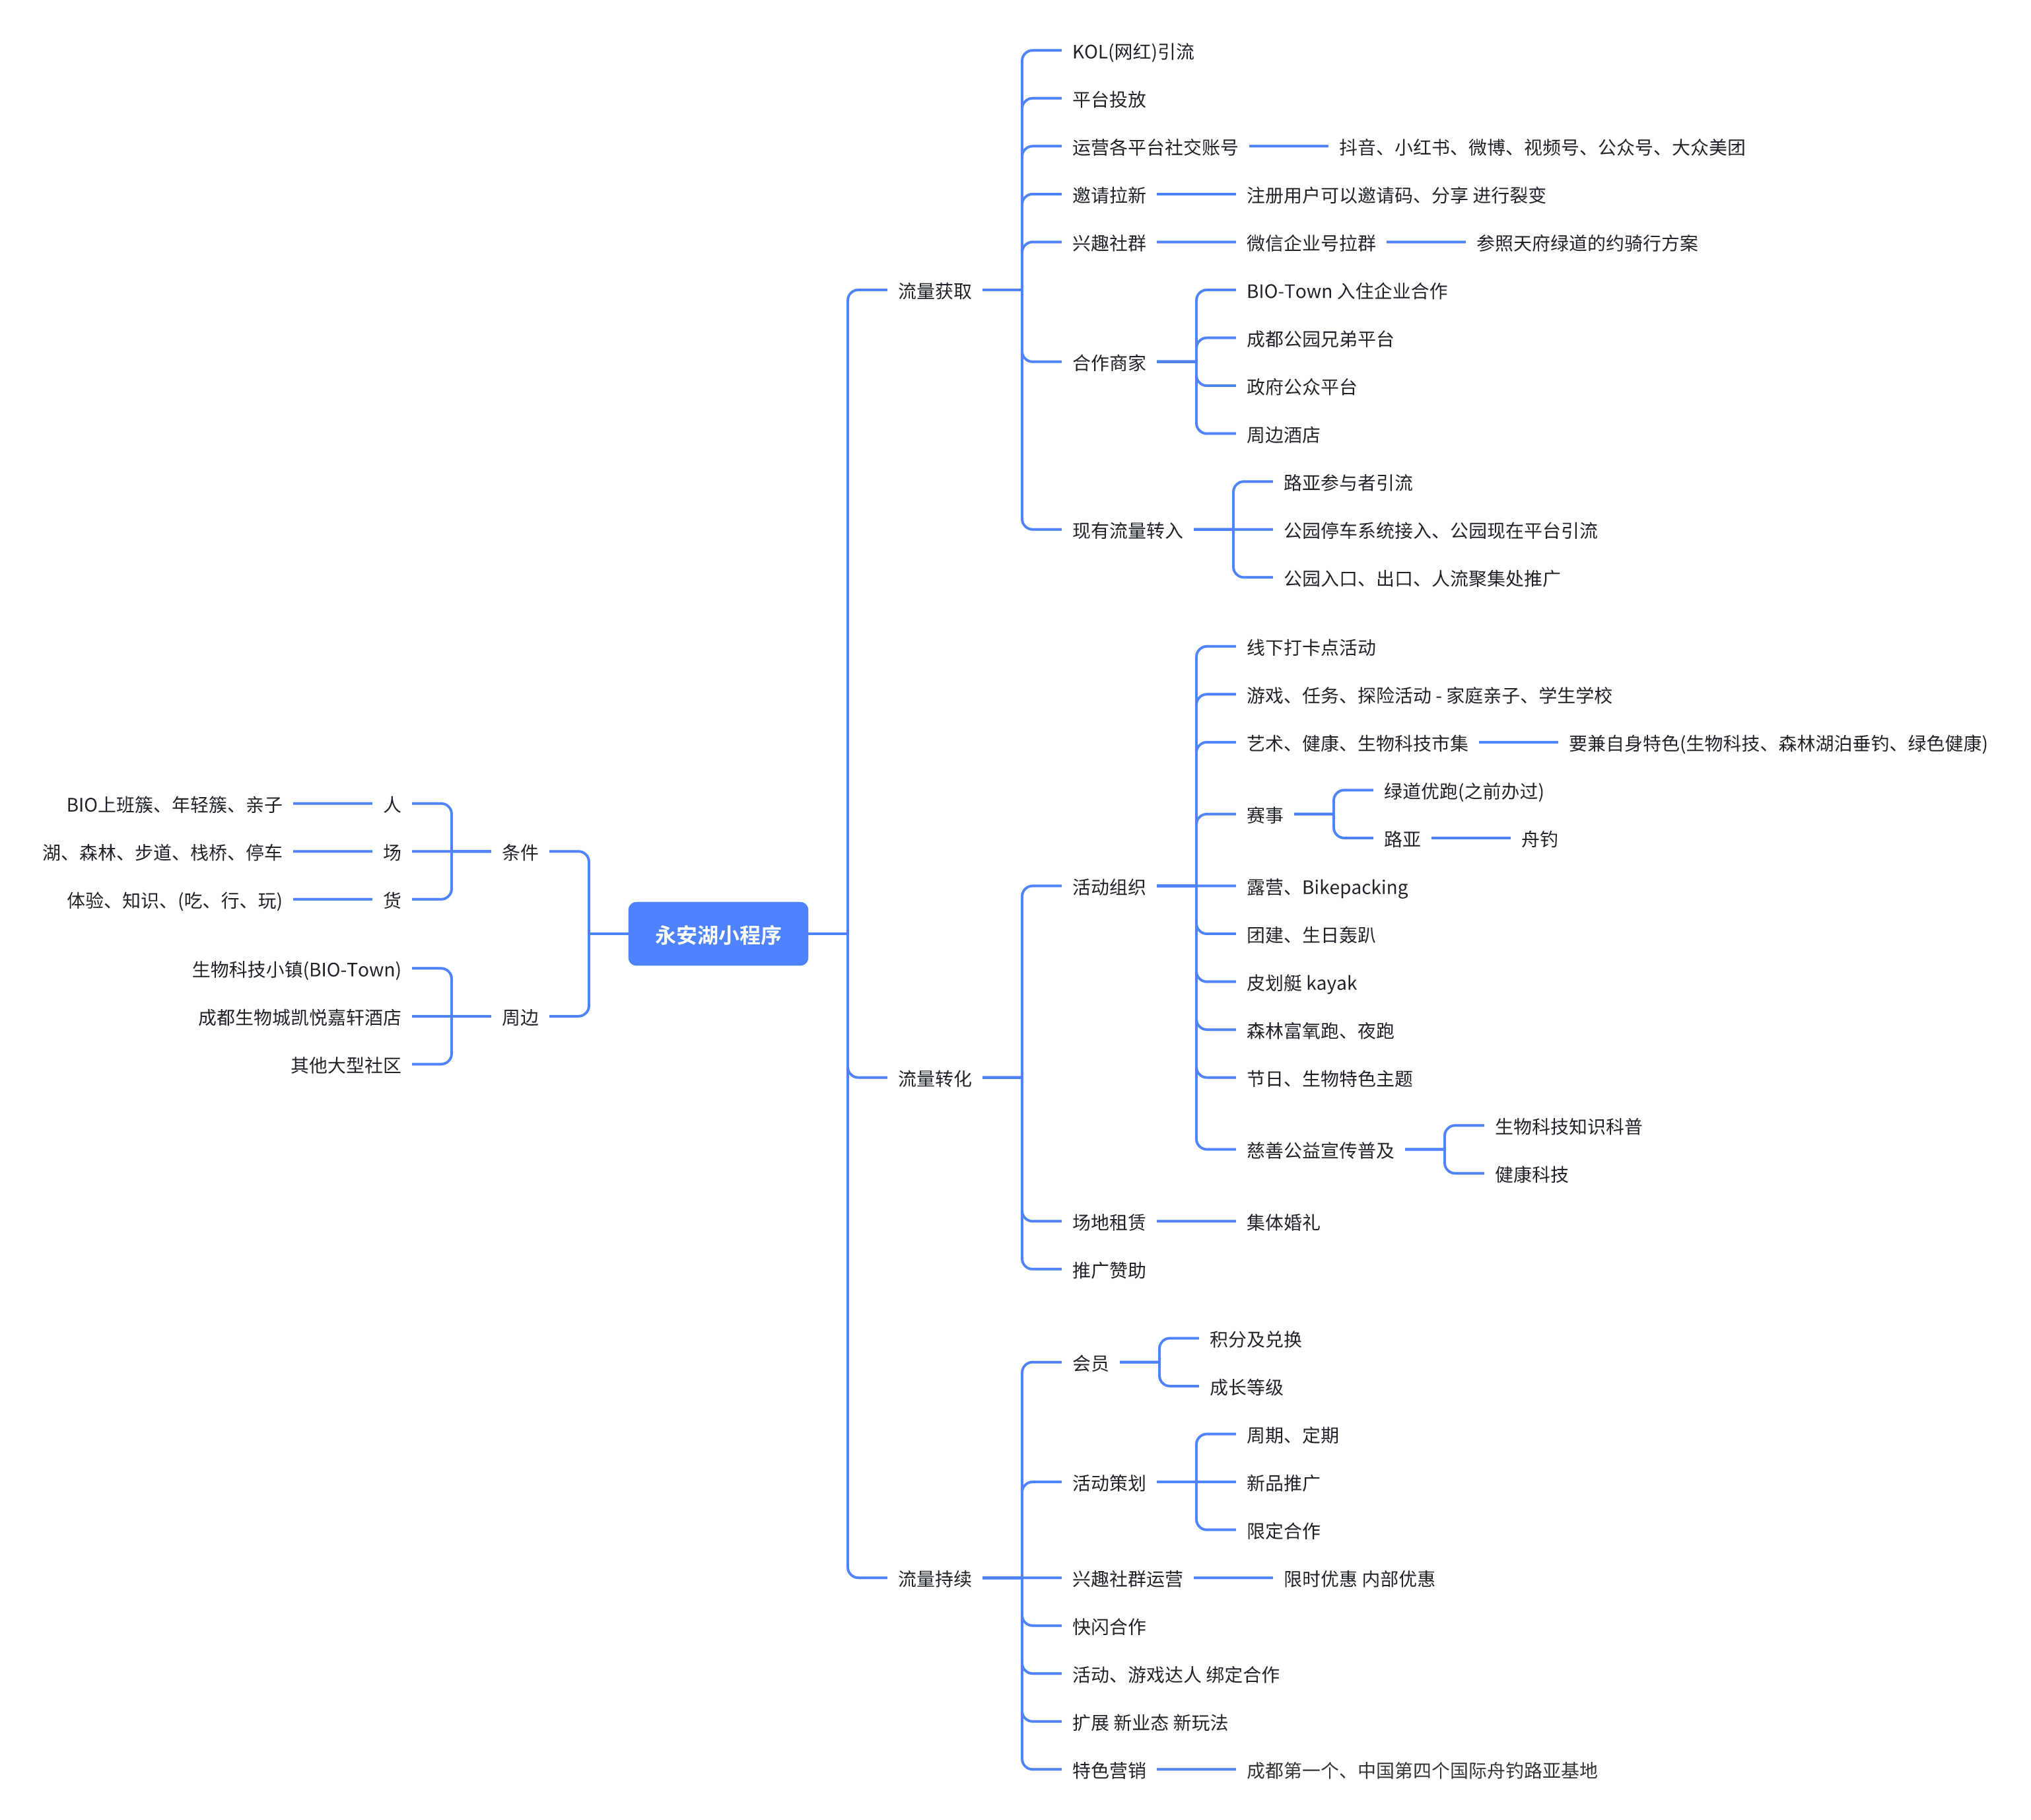 永安湖小程序
条件
人
BIO上班簇、年轻簇、亲子
场
湖、森林、步道、栈桥、停车
货
体验、知识、(吃、行、玩)
周边
生物科技小镇(BIO-Town)
成都生物城凯悦嘉轩酒店
其他大型社区
流量获取
KOL(网红)引流
平台投放
运营各平台社交账号
抖音、小红书、微博、视频号、公众号、大众美团
邀请拉新
注册用户可以邀请码、分享 进行裂变
兴趣社群
微信企业号拉群
参照天府绿道的约骑行方案
合作商家
BIO-Town 入住企业合作
成都公园兄弟平台
政府公众平台
周边酒店
现有流量转入
路亚参与者引流
公园停车系统接入、公园现在平台引流
公园入口、出口、人流聚集处推广
流量转化
活动组织
线下打卡点活动
游戏、任务、探险活动 - 家庭亲子、学生学校
艺术、健康、生物科技市集
要兼自身特色(生物科技、森林湖泊垂钓、绿色健康)
赛事
绿道优跑(之前办过)
路亚
舟钓
露营、Bikepacking
团建、生日轰趴
皮划艇 kayak
森林富氧跑、夜跑
节日、生物特色主题
慈善公益宣传普及
生物科技知识科普
健康科技
场地租赁
集体婚礼
推广赞助
流量持续
会员
积分及兑换
成长等级
活动策划
周期、定期
新品推广
限定合作
兴趣社群运营
限时优惠 内部优惠
快闪合作
活动、游戏达人 绑定合作
扩展 新业态 新玩法
特色营销
成都第一个、中国第四个国际舟钓路亚基地